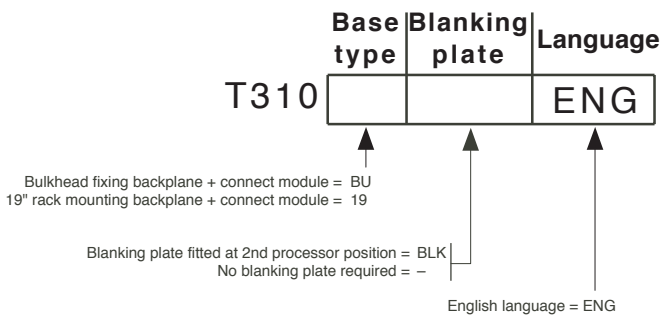 Base type Blanking plate Language
T310 ENG
Bulkhead fixing backplane + connect module = BU
19" rack mounting backplane + connect module = 19
Blanking plate fitted at 2nd processor position = BLK
No blanking plate required = –
English language = ENG